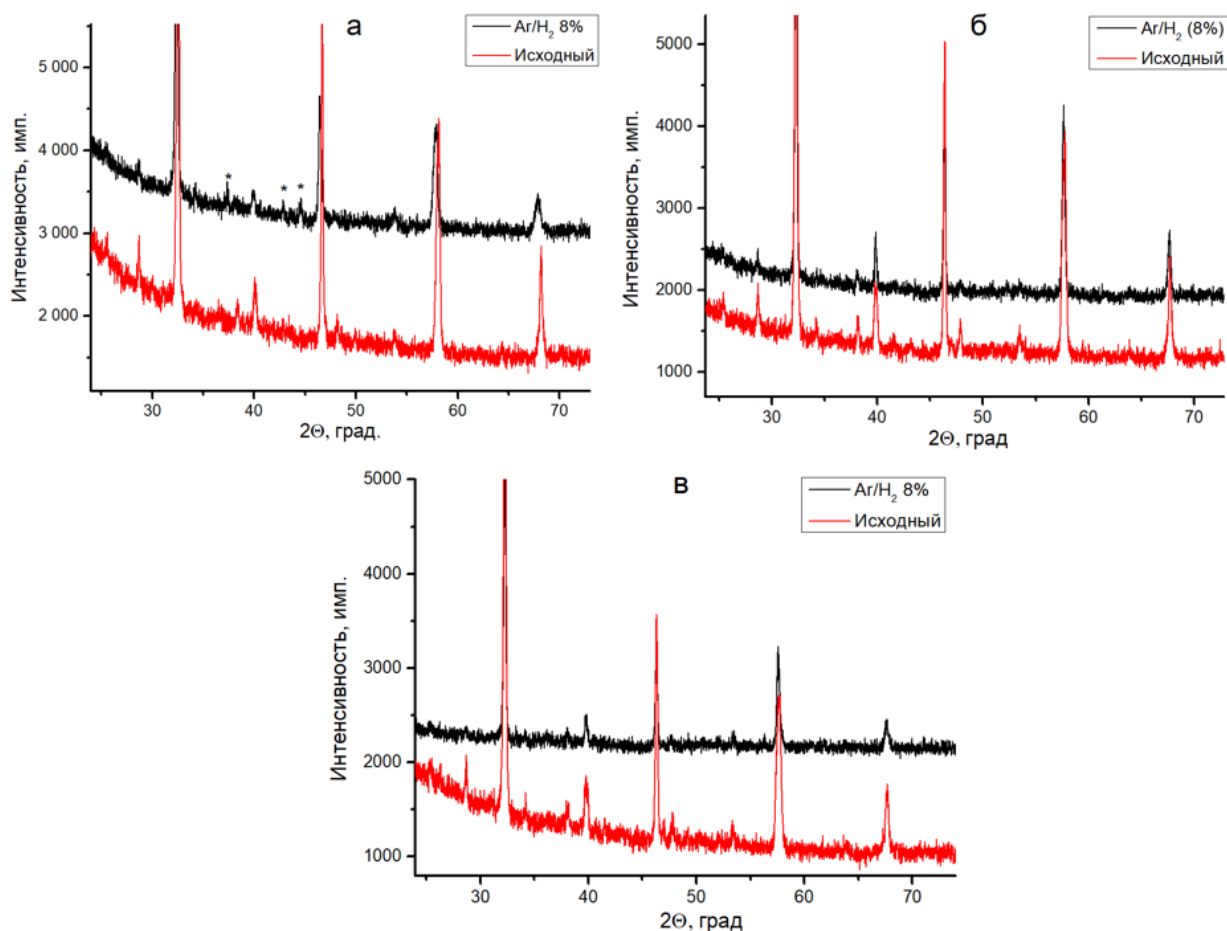 а
Ar/H₂ 8%
Исходный
5 000
4 000
3 000
2 000
Интенсивность, имп.
* * *
30 40 50 60 70
2Θ, град.
б
Ar/H₂ (8%)
Исходный
5000
4000
3000
2000
1000
Интенсивность, имп.
30 40 50 60 70
2Θ, град
в
Ar/H₂ 8%
Исходный
5000
4000
3000
2000
1000
Интенсивность, имп.
30 40 50 60 70
2Θ, град